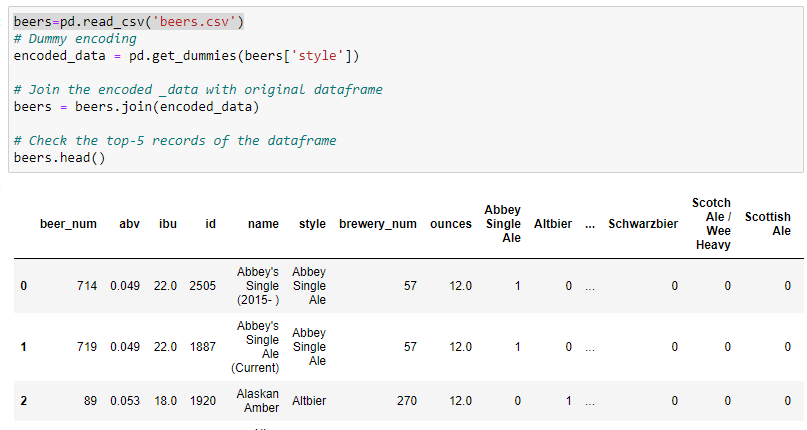 beers=pd.read_csv('beers.csv')
# Dummy encoding
encoded_data = pd.get_dummies(beers['style'])
# Join the encoded _data with original dataframe
beers = beers.join(encoded_data)
# Check the top-5 records of the dataframe
beers.head()
beer_num abv ibu id name style brewery_num ounces Abbey Single Ale Altbier ... Schwarzbier Scotch Ale / Wee Heavy Scottish Ale
0 714 0.049 22.0 2505 Abbey's Single (2015- ) Abbey Single Ale 57 12.0 1 0 ... 0 0 0
1 719 0.049 22.0 1887 Abbey's Single Ale (Current) Abbey Single Ale 57 12.0 1 0 ... 0 0 0
2 89 0.053 18.0 1920 Alaskan Amber Altbier 270 12.0 0 1 ... 0 0 0